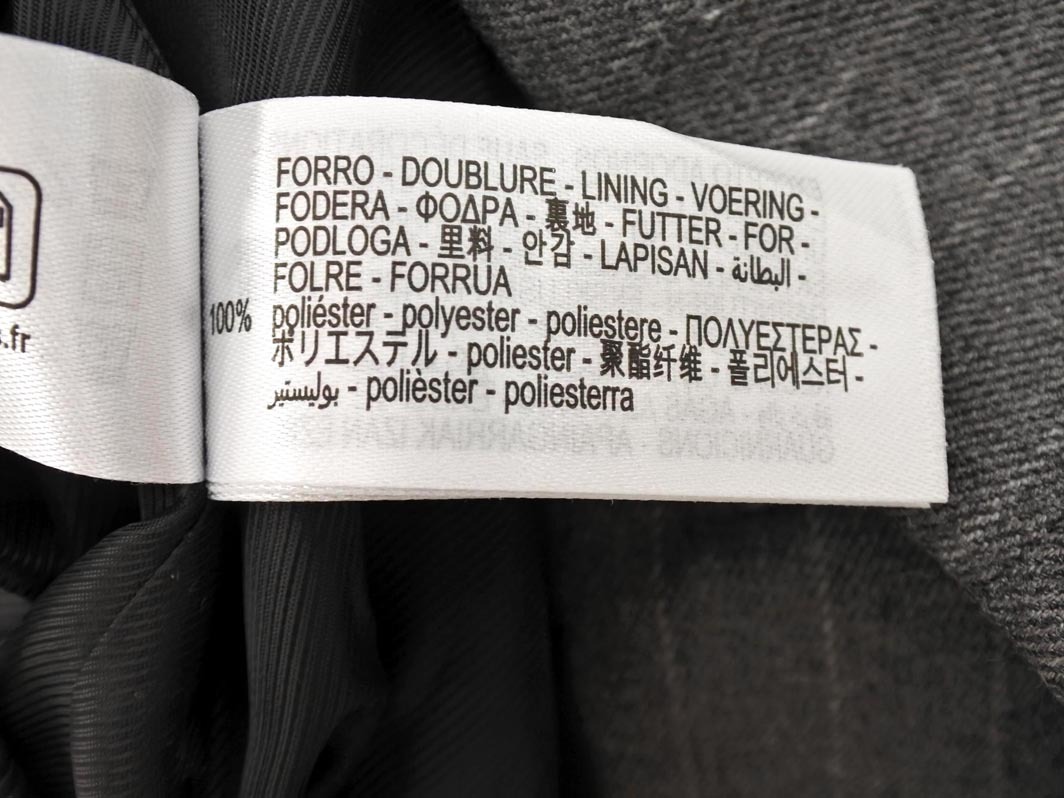 FORRO - DOUBLURE - LINING - VOERING -
FODERA - ΦΟΔΡΑ - 裏地 - FUTTER - FOR -
PODLOGA - 里料 - 안감 - LAPISAN - البطانة -
FOLRE - FORRUA
100% poliéster - polyester - poliestere - ΠΟΛΥΕΣΤΕΡΑΣ -
ポリエステル - poliester - 聚酯纤维 - 폴리에스터 -
بوليستير - polièster - poliesterra
.fr